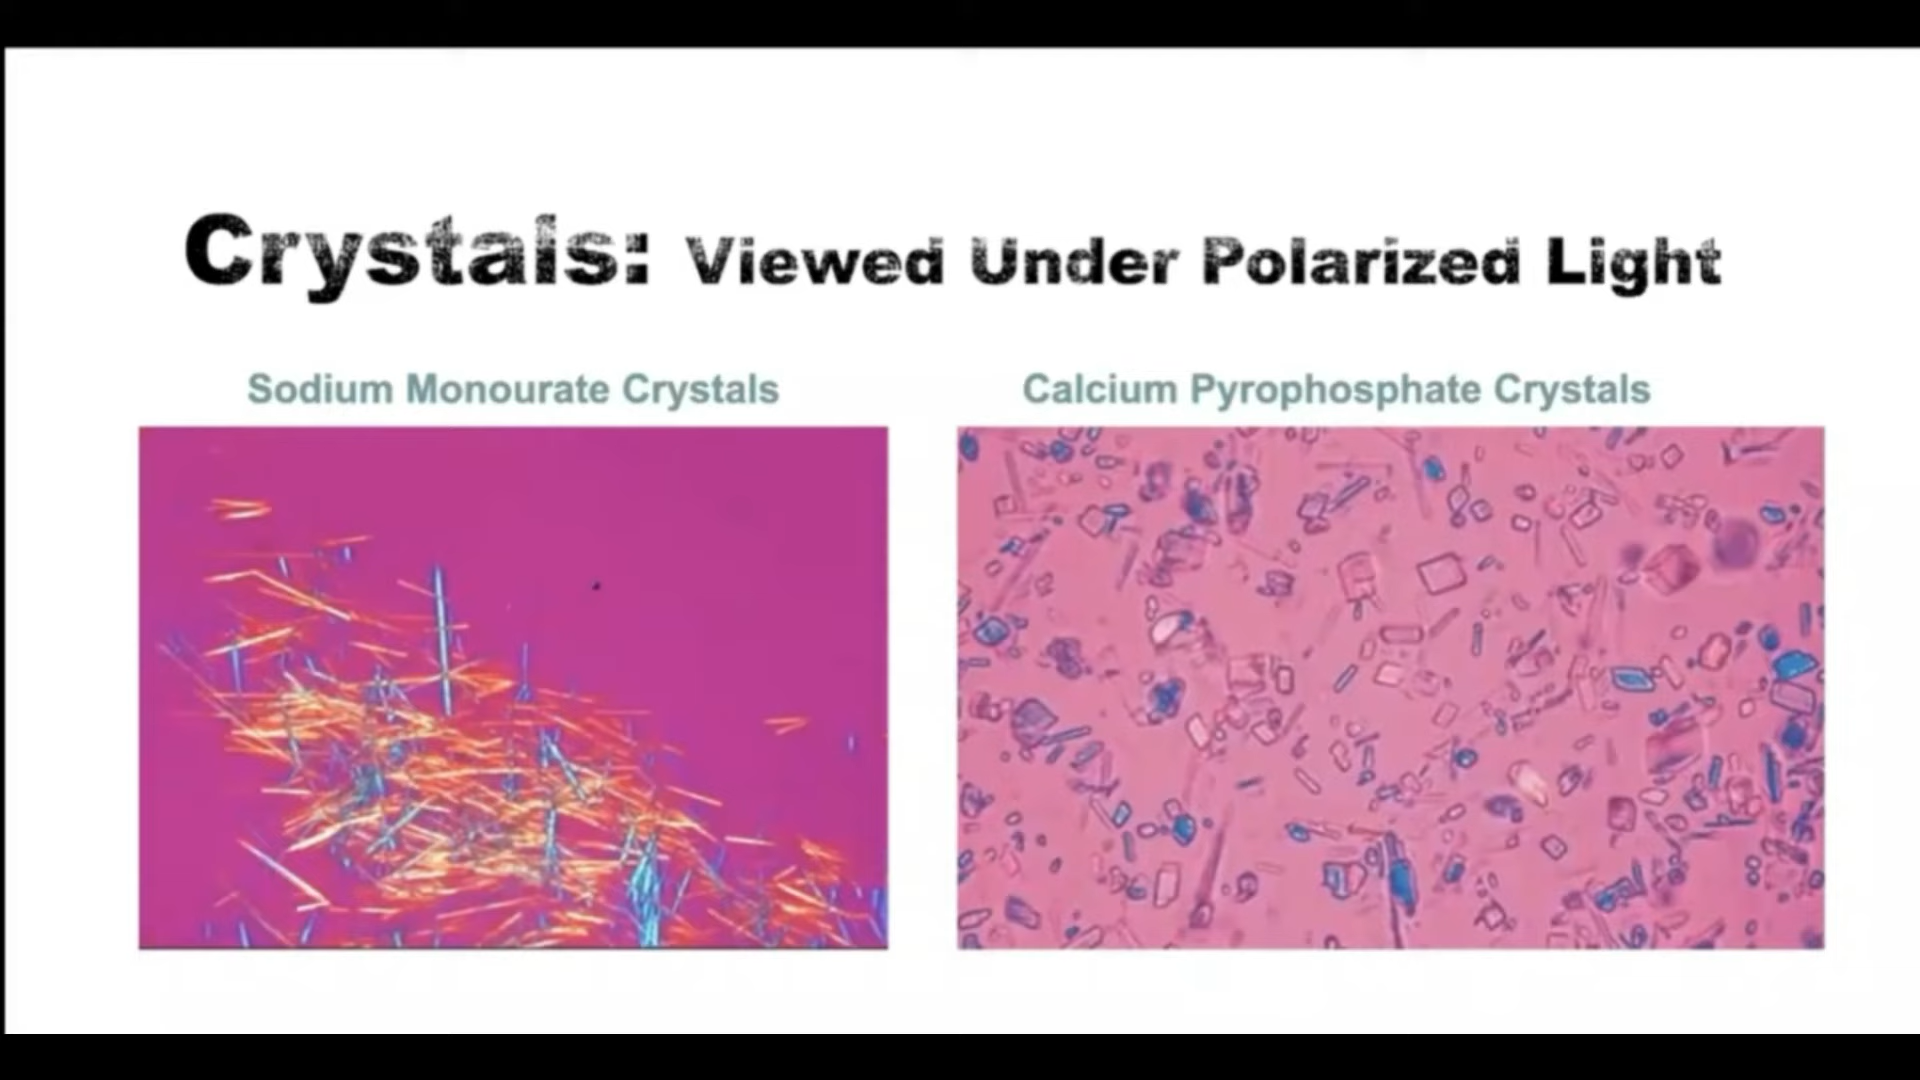 Crystals: Viewed Under Polarized Light
Sodium Monourate Crystals
Calcium Pyrophosphate Crystals